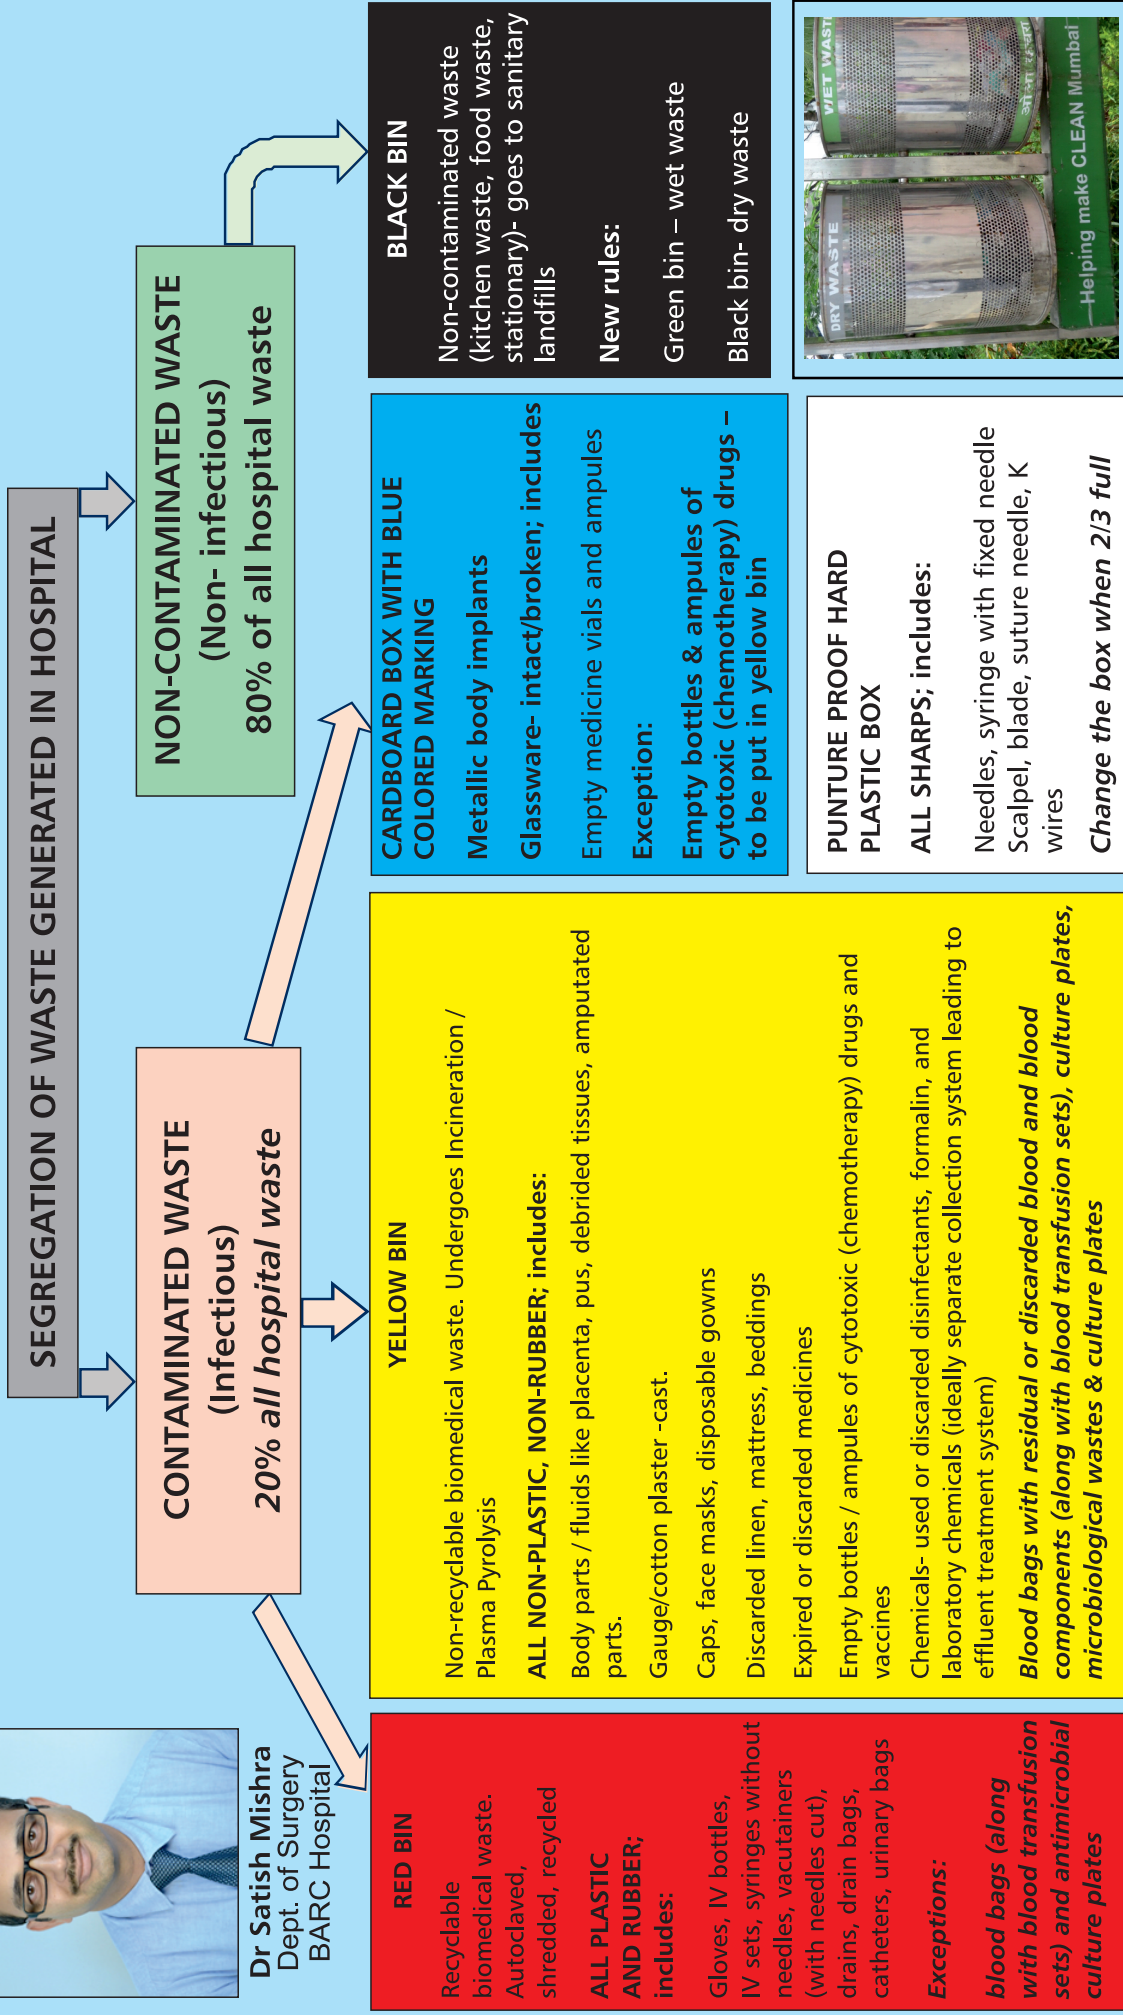 SEGREGATION OF WASTE GENERATED IN HOSPITAL
Dr Satish Mishra
Dept. of Surgery
BARC Hospital
CONTAMINATED WASTE
(Infectious)
20% all hospital waste
NON-CONTAMINATED WASTE
(Non- infectious)
80% of all hospital waste
RED BIN
Recyclable
biomedical waste.
Autoclaved,
shredded, recycled
ALL PLASTIC
AND RUBBER;
includes:
Gloves, IV bottles,
IV sets, syringes without
needles, vacutainers
(with needles cut),
drains, drain bags,
catheters, urinary bags
Exceptions:
blood bags (along
with blood transfusion
sets) and antimicrobial
culture plates
YELLOW BIN
Non-recyclable biomedical waste. Undergoes Incineration /
Plasma Pyrolysis
ALL NON-PLASTIC, NON-RUBBER; includes:
Body parts / fluids like placenta, pus, debrided tissues, amputated
parts.
Gauge/cotton plaster -cast.
Caps, face masks, disposable gowns
Discarded linen, mattress, beddings
Expired or discarded medicines
Empty bottles / ampules of cytotoxic (chemotherapy) drugs and
vaccines
Chemicals- used or discarded disinfectants, formalin, and
laboratory chemicals (ideally separate collection system leading to
effluent treatment system)
Blood bags with residual or discarded blood and blood
components (along with blood transfusion sets), culture plates,
microbiological wastes & culture plates
CARDBOARD BOX WITH BLUE
COLORED MARKING
Metallic body implants
Glassware- intact/broken; includes
Empty medicine vials and ampules
Exception:
Empty bottles & ampules of
cytotoxic (chemotherapy) drugs –
to be put in yellow bin
PUNTURE PROOF HARD
PLASTIC BOX
ALL SHARPS; includes:
Needles, syringe with fixed needle
Scalpel, blade, suture needle, K
wires
Change the box when 2/3 full
BLACK BIN
Non-contaminated waste
(kitchen waste, food waste,
stationary)- goes to sanitary
landfills
New rules:
Green bin – wet waste
Black bin- dry waste
DRY WASTE
WET WAST
Helping make CLEAN Mumbai